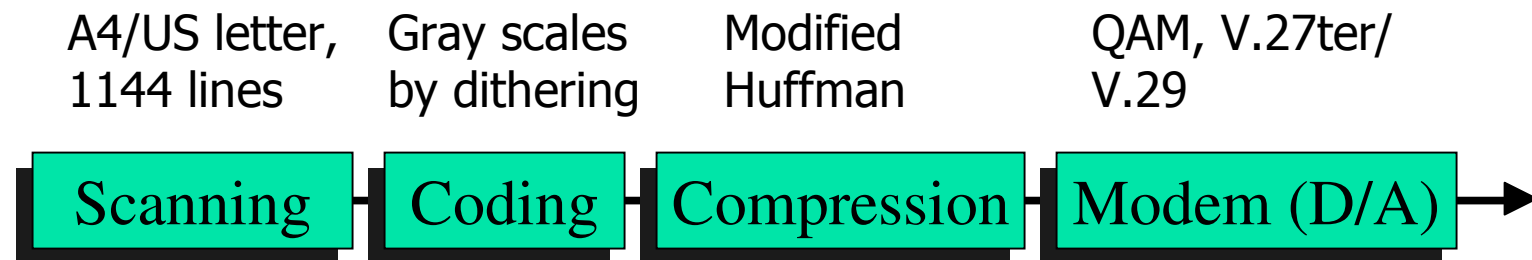 A4/US letter,
1144 lines
Gray scales
by dithering
Modified
Huffman
QAM, V.27ter/
V.29
Scanning
Coding
Compression
Modem (D/A)